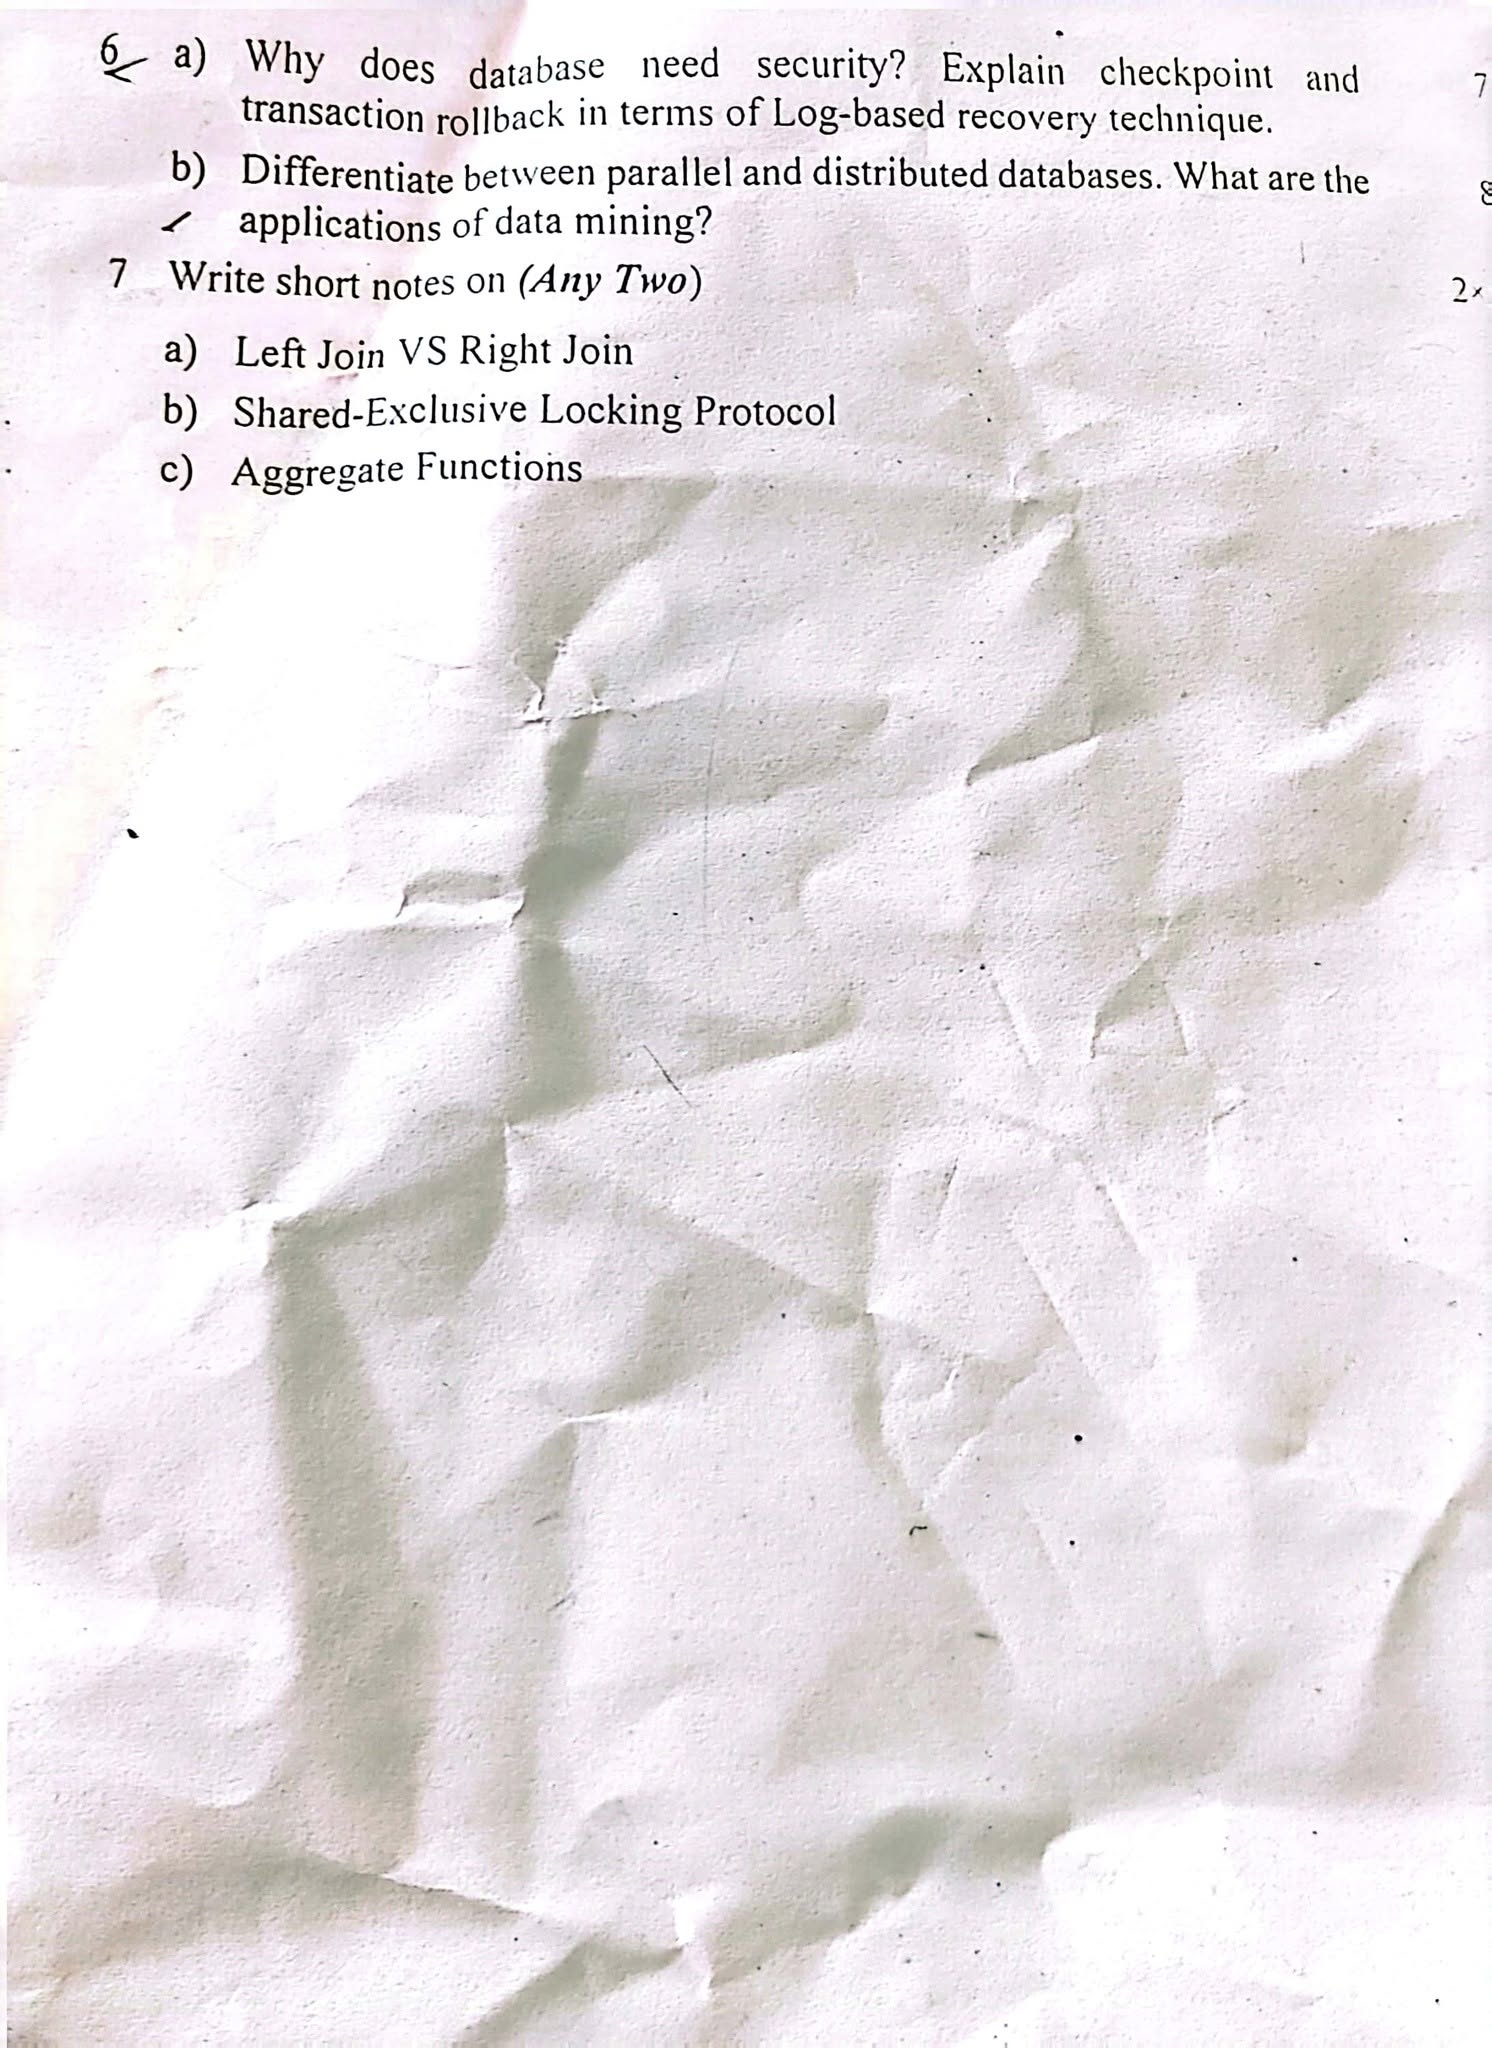 6 a) Why does database need security? Explain checkpoint and 7
transaction rollback in terms of Log-based recovery technique.
b) Differentiate between parallel and distributed databases. What are the 8
applications of data mining?
7 Write short notes on (Any Two) 2×
a) Left Join VS Right Join
b) Shared-Exclusive Locking Protocol
c) Aggregate Functions